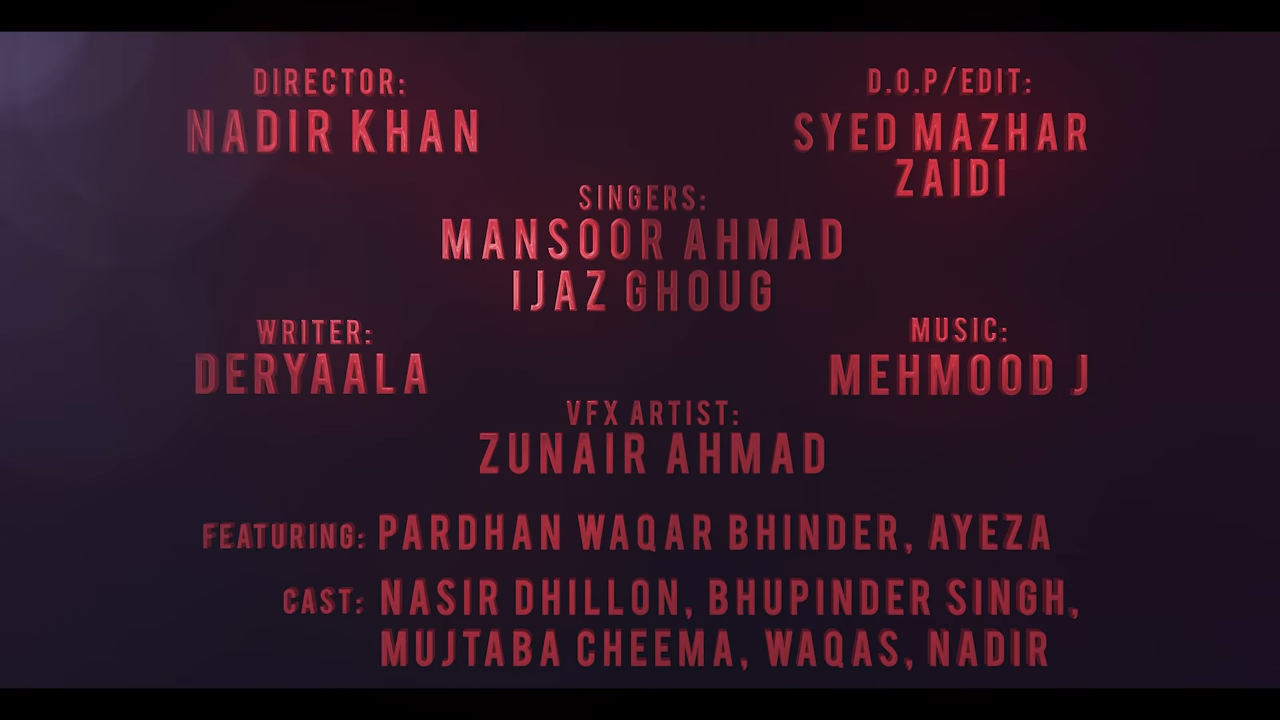 DIRECTOR:
NADIR KHAN
D.O.P/EDIT:
SYED MAZHAR
ZAIDI
SINGERS:
MANSOOR AHMAD
IJAZ GHOUG
WRITER:
DERYAALA
MUSIC:
MEHMOOD J
VFX ARTIST:
ZUNAIR AHMAD
FEATURING: PARDHAN WAQAR BHINDER, AYEZA
CAST: NASIR DHILLON, BHUPINDER SINGH,
MUJTABA CHEEMA, WAQAS, NADIR